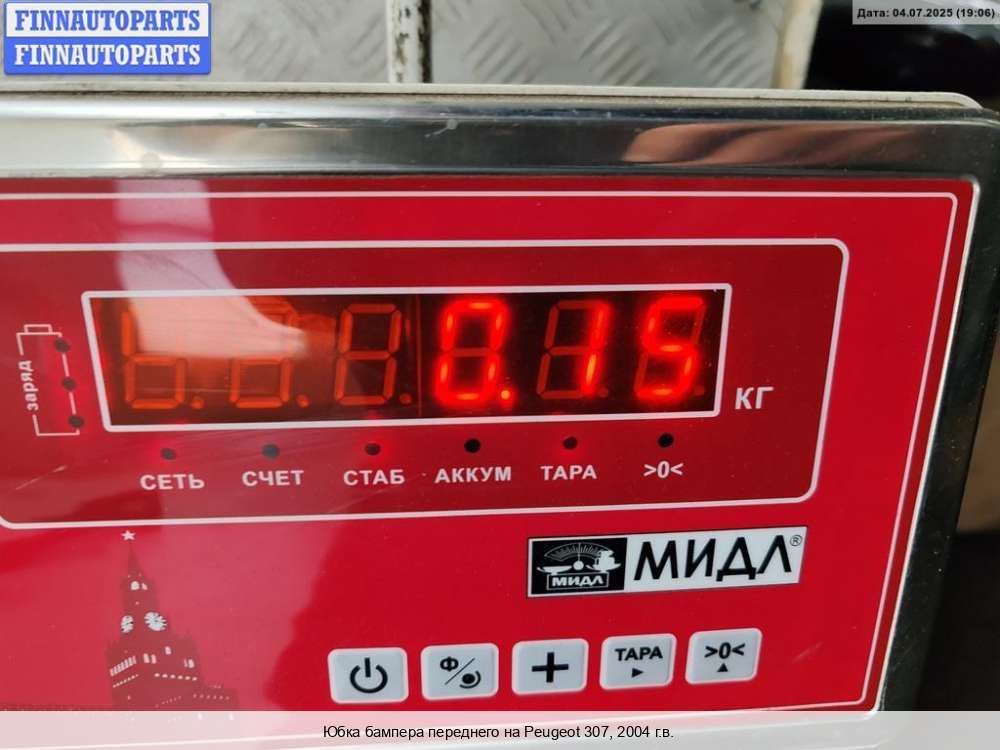 FINNAUTOPARTS
FINNAUTOPARTS
Дата: 04.07.2025 (19:06)
0.15
КГ
заряд
СЕТЬ СЧЕТ СТАБ АККУМ ТАРА >0<
МИДЛ МИДЛ®
Ф ТАРА >0<
Юбка бампера переднего на Peugeot 307, 2004 г.в.